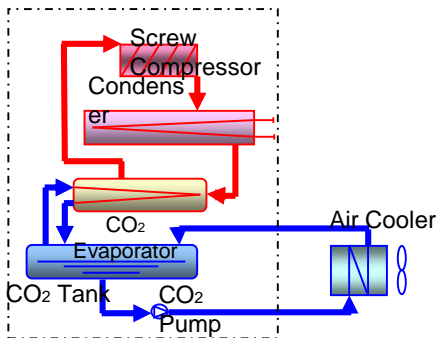 Screw
Compressor
Condens
er
CO₂
Evaporator
Air Cooler
CO₂ Tank
CO₂
Pump